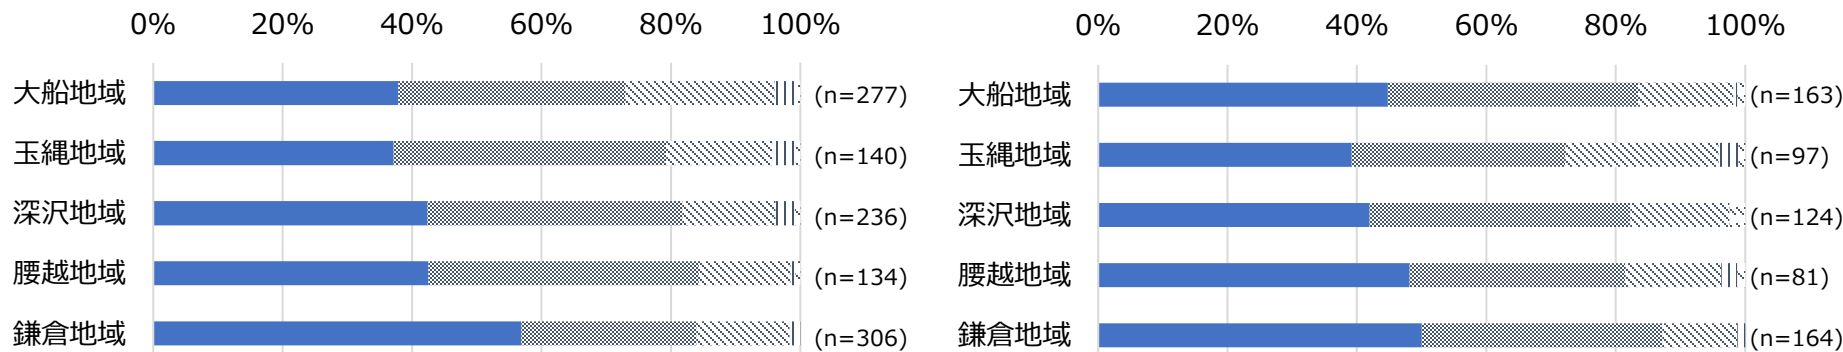 0% 20% 40% 60% 80% 100%
大船地域 (n=277)
玉縄地域 (n=140)
深沢地域 (n=236)
腰越地域 (n=134)
鎌倉地域 (n=306)
0% 20% 40% 60% 80% 100%
大船地域 (n=163)
玉縄地域 (n=97)
深沢地域 (n=124)
腰越地域 (n=81)
鎌倉地域 (n=164)